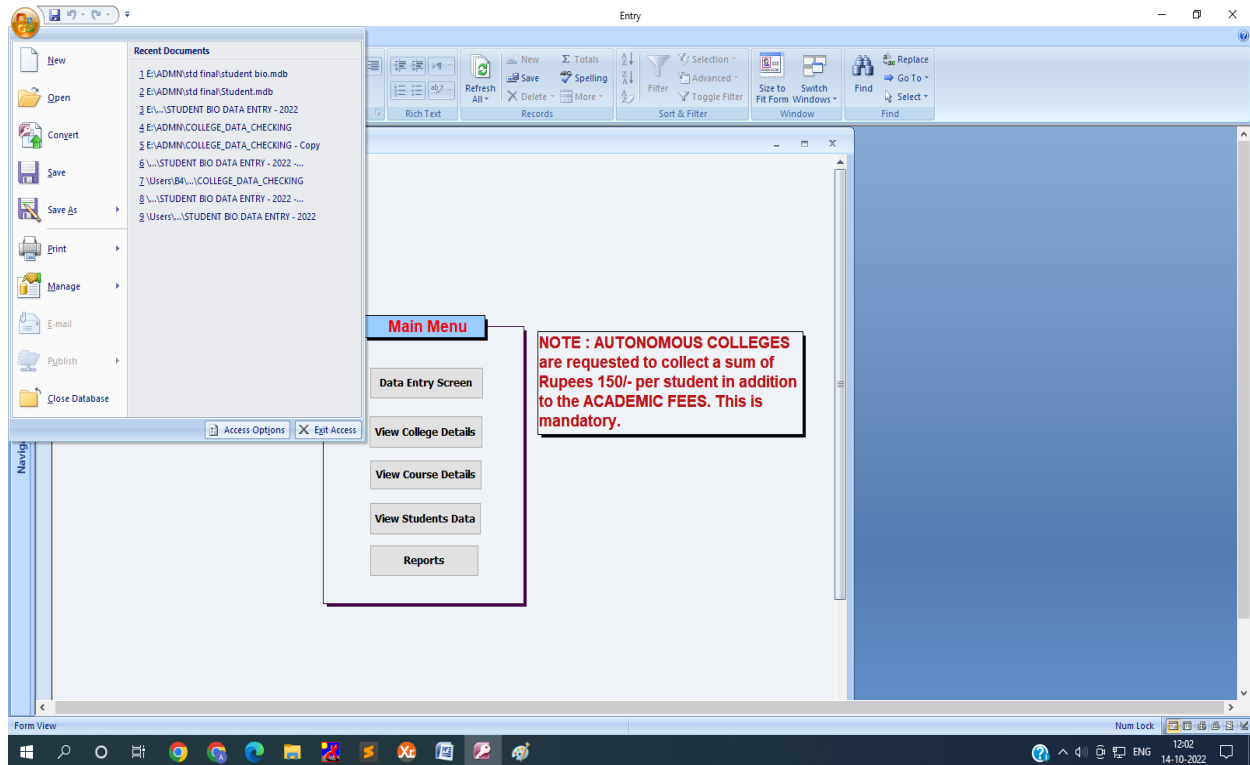 Entry
New
Open
Convert
Save
Save As
Print
Manage
E-mail
Publish
Close Database
Recent Documents
1 E:\ADMN\std final\student bio.mdb
2 E:\ADMN\std final\Student.mdb
3 E:\...\STUDENT BIO DATA ENTRY - 2022
4 E:\ADMN\COLLEGE_DATA_CHECKING
5 E:\ADMN\COLLEGE_DATA_CHECKING - Copy
6 \...\STUDENT BIO DATA ENTRY - 2022 -...
7 \Users\B4\...\COLLEGE_DATA_CHECKING
8 \...\STUDENT BIO DATA ENTRY - 2022 -...
9 \Users\...\STUDENT BIO DATA ENTRY - 2022
Access Options Exit Access
Rich Text
Refresh
All
New
Save
Delete
Totals
Spelling
More
Records
Filter
Selection
Advanced
Toggle Filter
Sort & Filter
Size to
Fit Form
Switch
Windows
Window
Find
Replace
Go To
Select
Find
Main Menu
Data Entry Screen
View College Details
View Course Details
View Students Data
Reports
NOTE : AUTONOMOUS COLLEGES
are requested to collect a sum of
Rupees 150/- per student in addition
to the ACADEMIC FEES. This is
mandatory.
Form View
Num Lock
ENG
12:02
14-10-2022